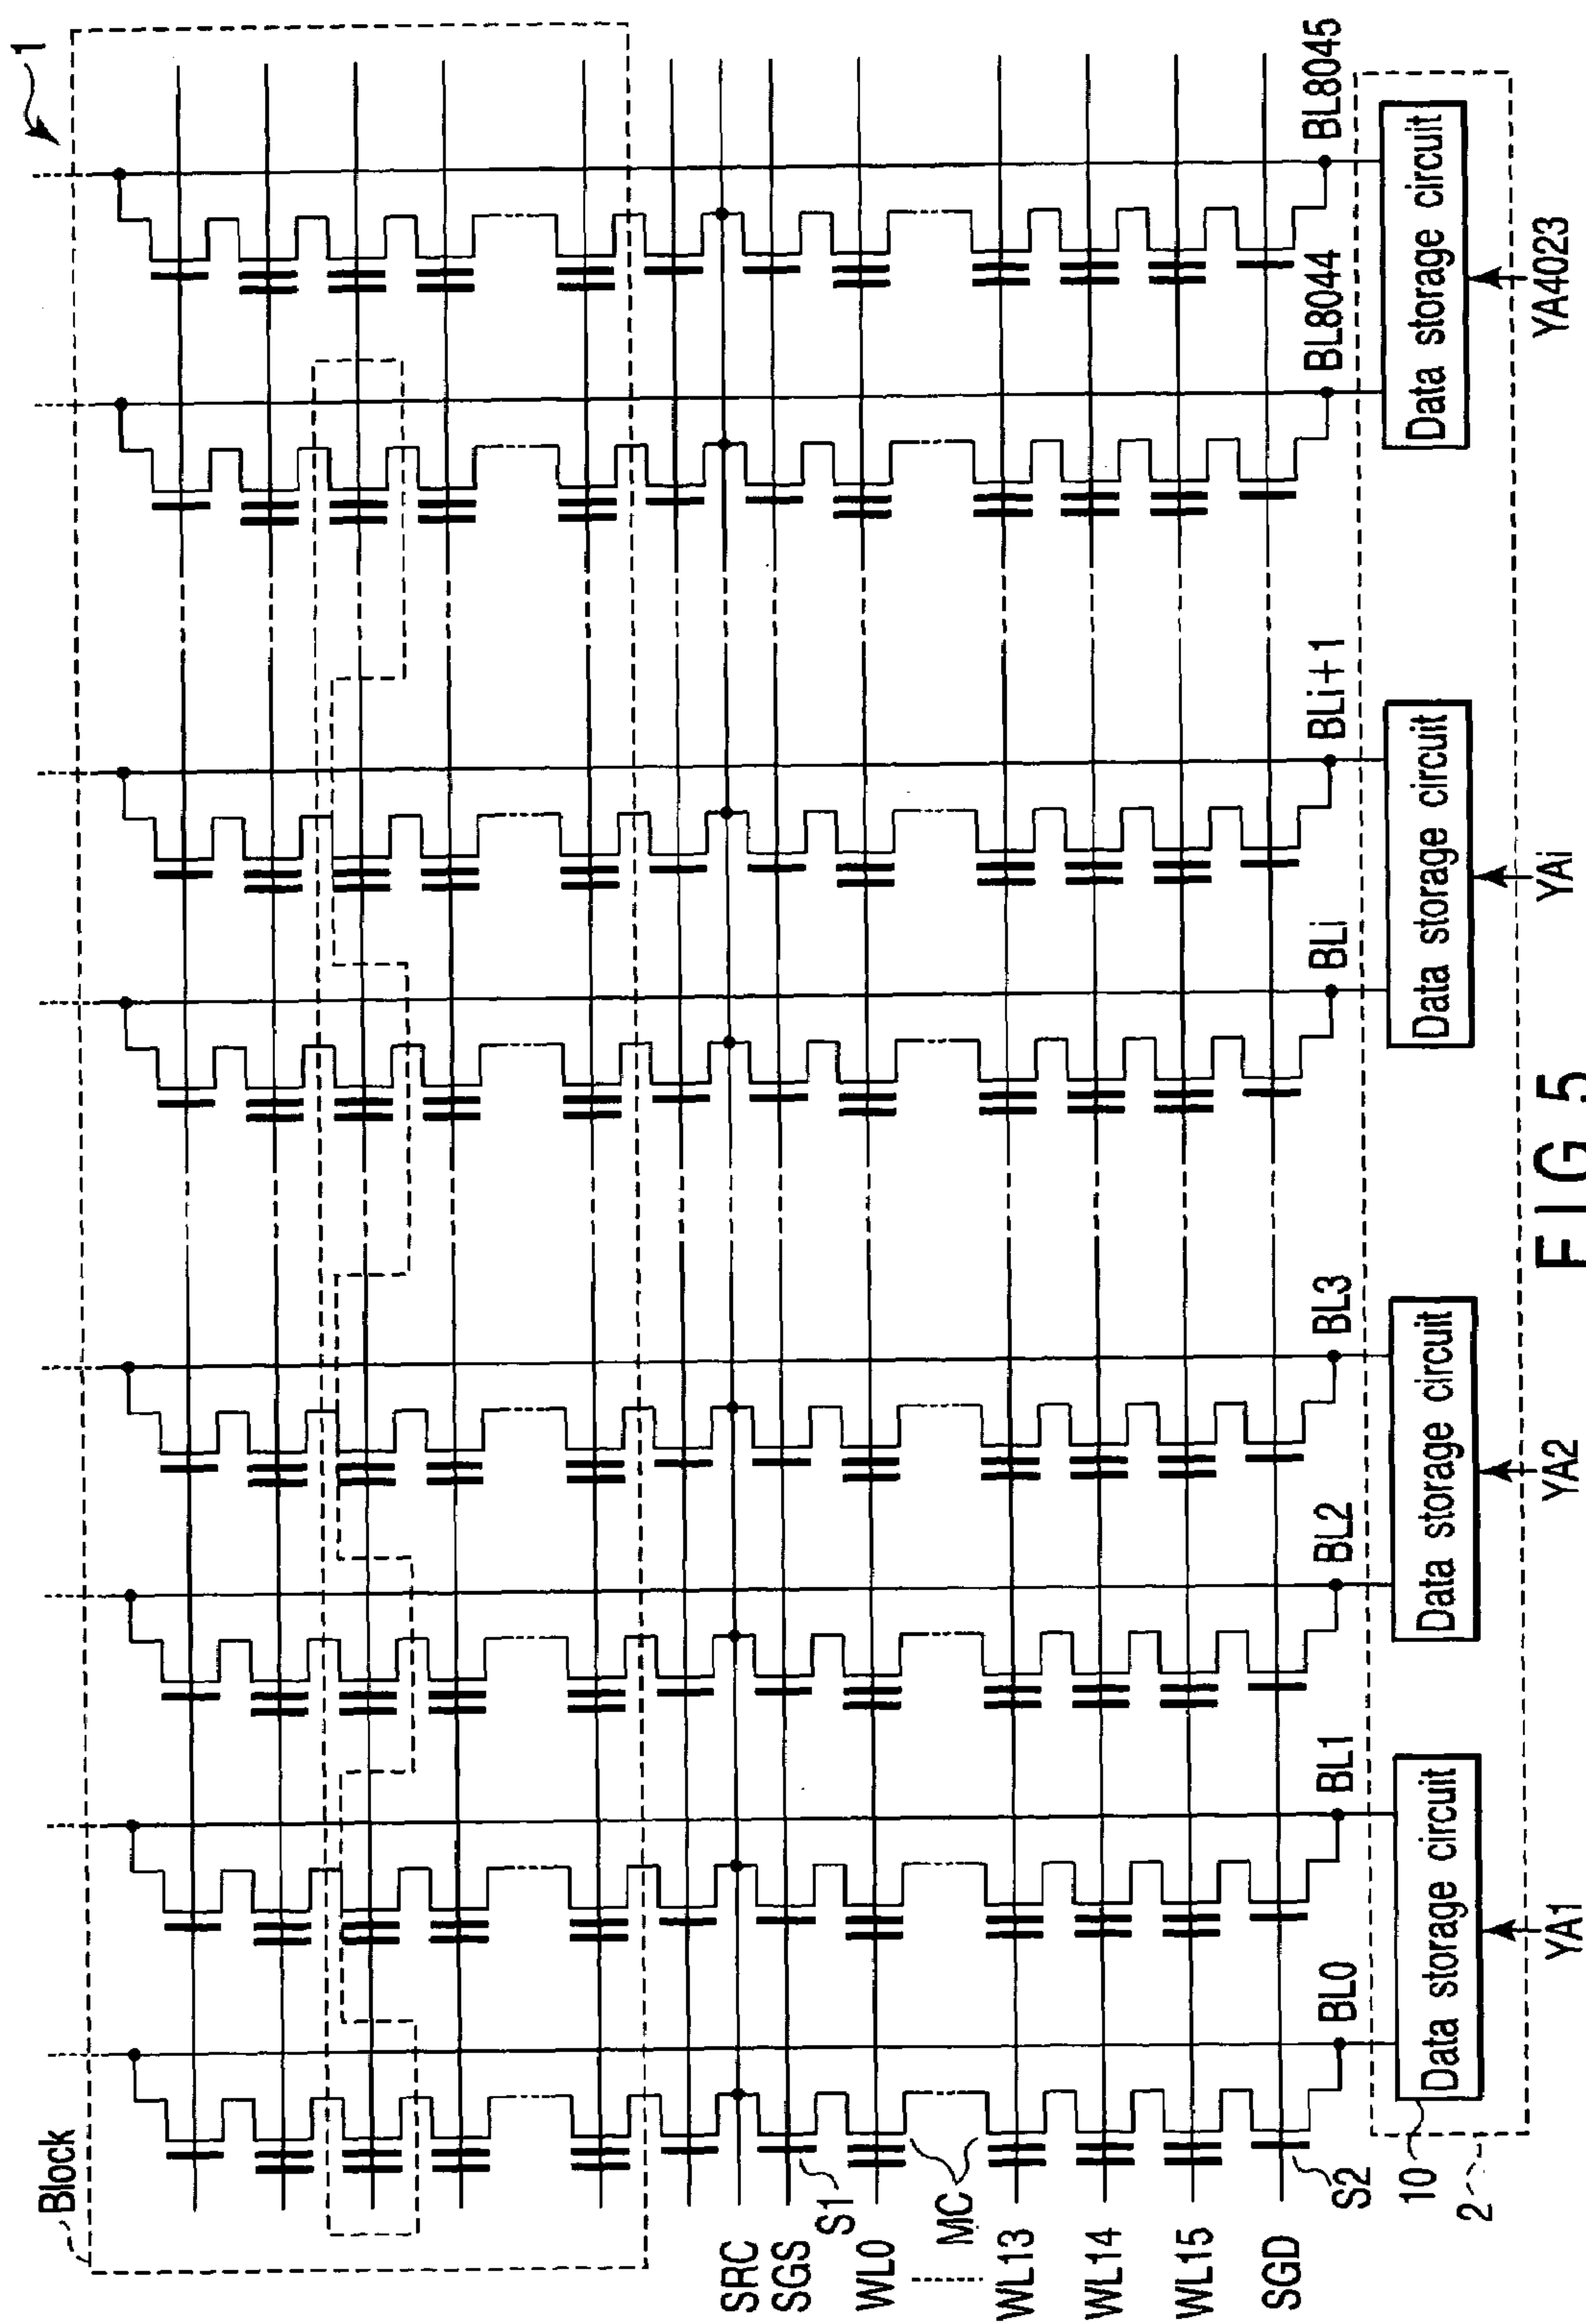 1
Block
SRC
SGS
S1
WL0
MC
WL13
WL14
WL15
SGD
S2
BL0
BL1
BL2
BL3
BLi
BLi+1
BL8044
BL8045
10
2
Data storage circuit
Data storage circuit
Data storage circuit
Data storage circuit
YA1
YA2
YAi
YA4023
FIG. 5